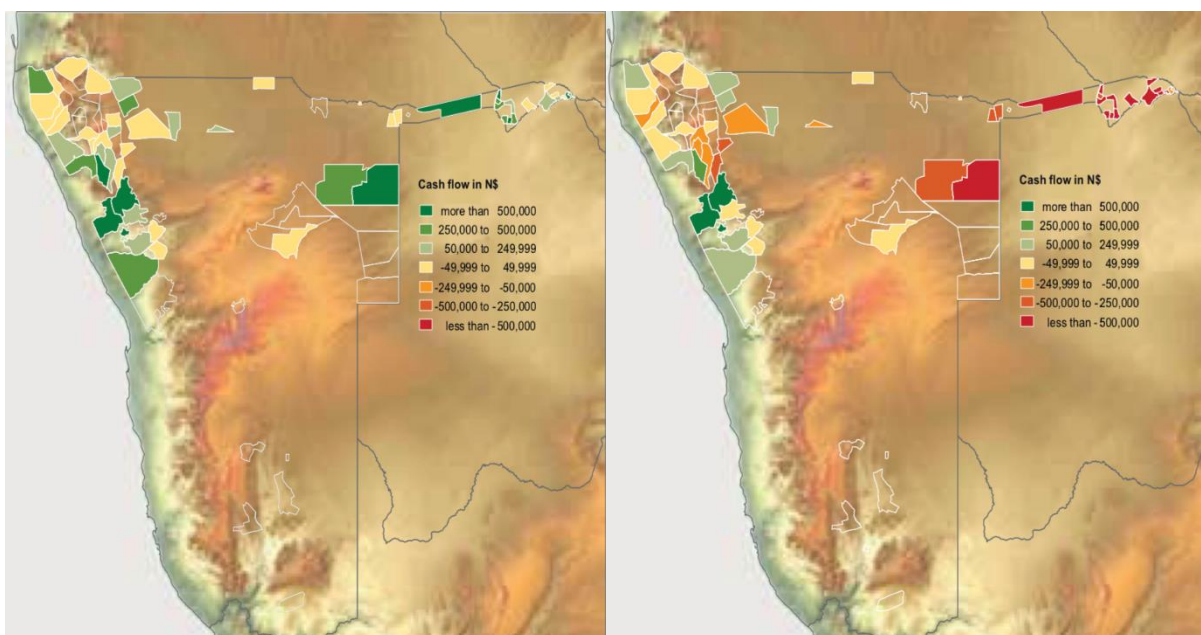 Cash flow in N$
more than 500,000
250,000 to 500,000
50,000 to 249,999
-49,999 to 49,999
-249,999 to -50,000
-500,000 to -250,000
less than - 500,000
Cash flow in N$
more than 500,000
250,000 to 500,000
50,000 to 249,999
-49,999 to 49,999
-249,999 to -50,000
-500,000 to -250,000
less than - 500,000